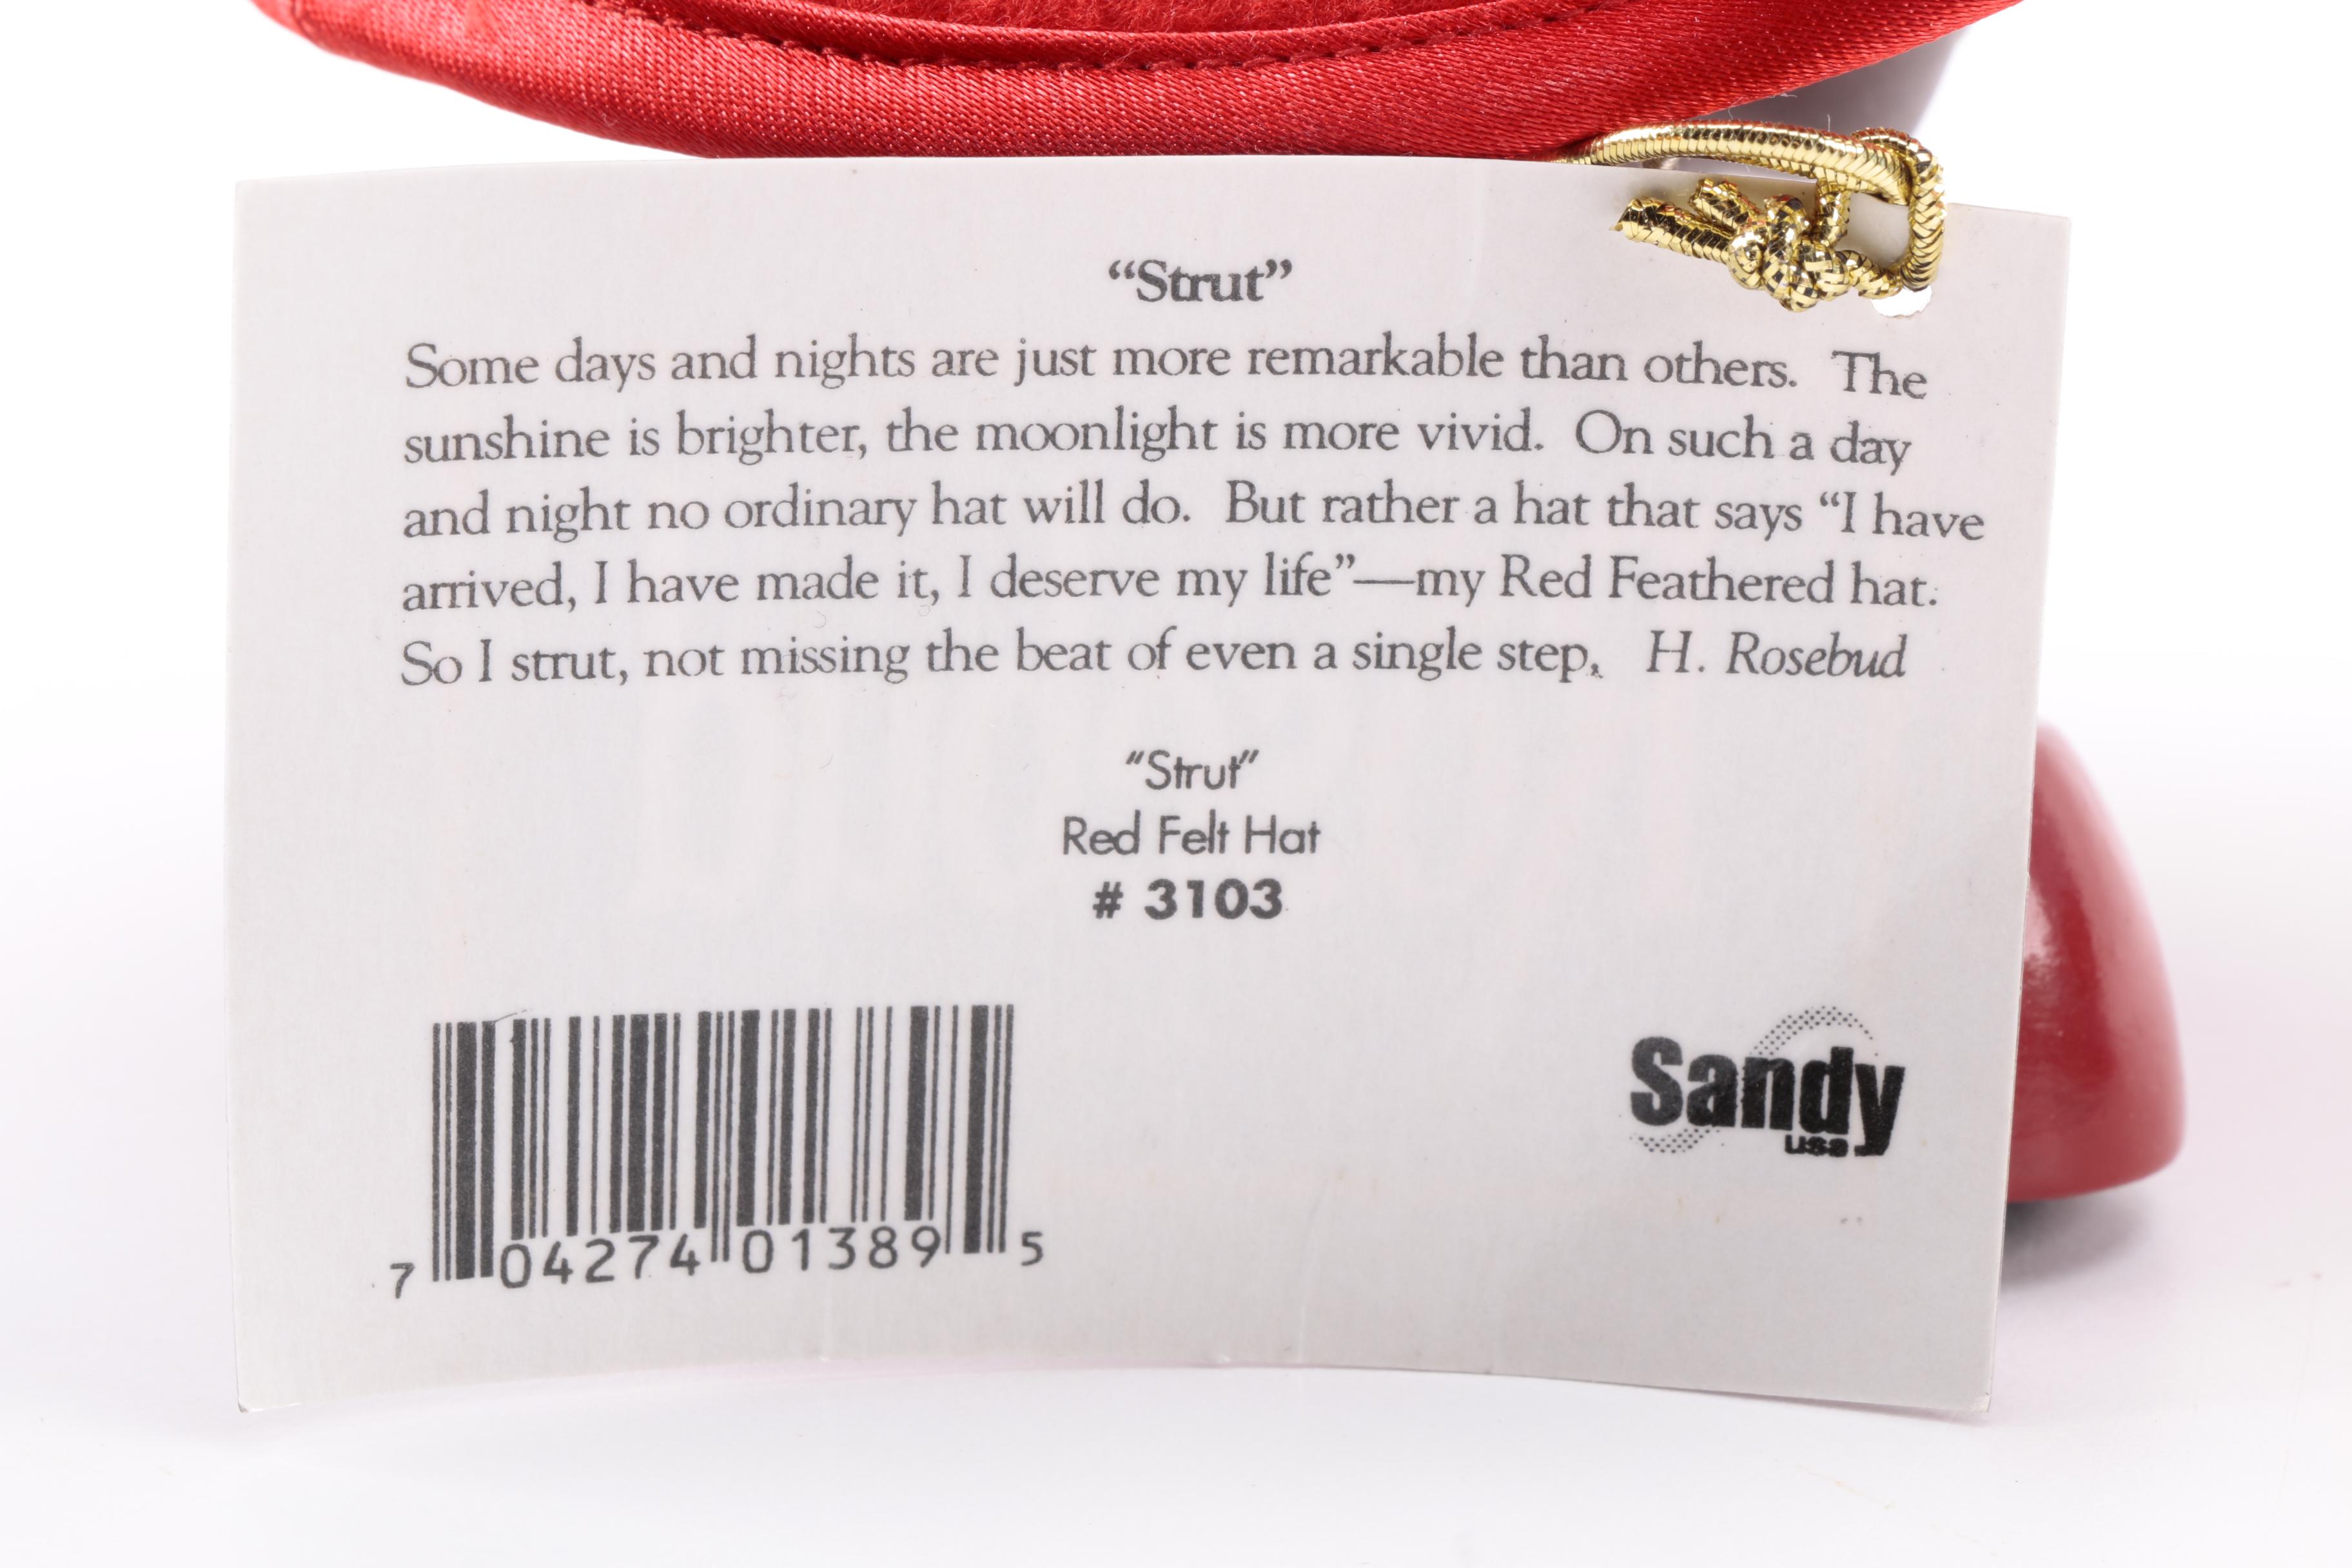 “Strut”
Some days and nights are just more remarkable than others. The
sunshine is brighter, the moonlight is more vivid. On such a day
and night no ordinary hat will do. But rather a hat that says “I have
arrived, I have made it, I deserve my life”—my Red Feathered hat.
So I strut, not missing the beat of even a single step, H. Rosebud
“Strut”
Red Felt Hat
# 3103
7 04274 01389 5
Sandy
usa